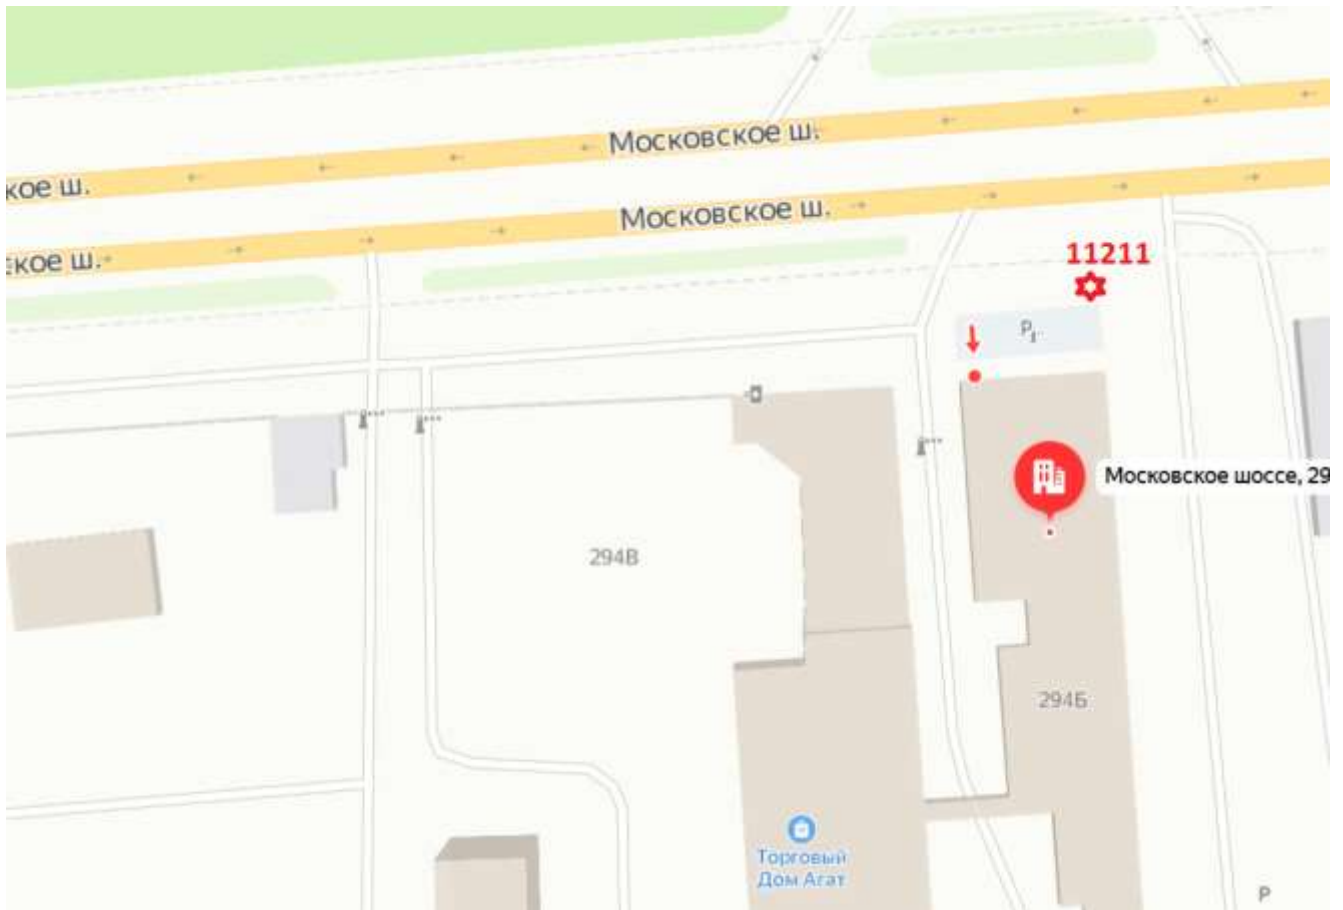 Московское ш.
кое ш.
Московское ш.
кое ш.
11211
P
Московское шоссе, 29
294В
294Б
Торговый
Дом Агат
P